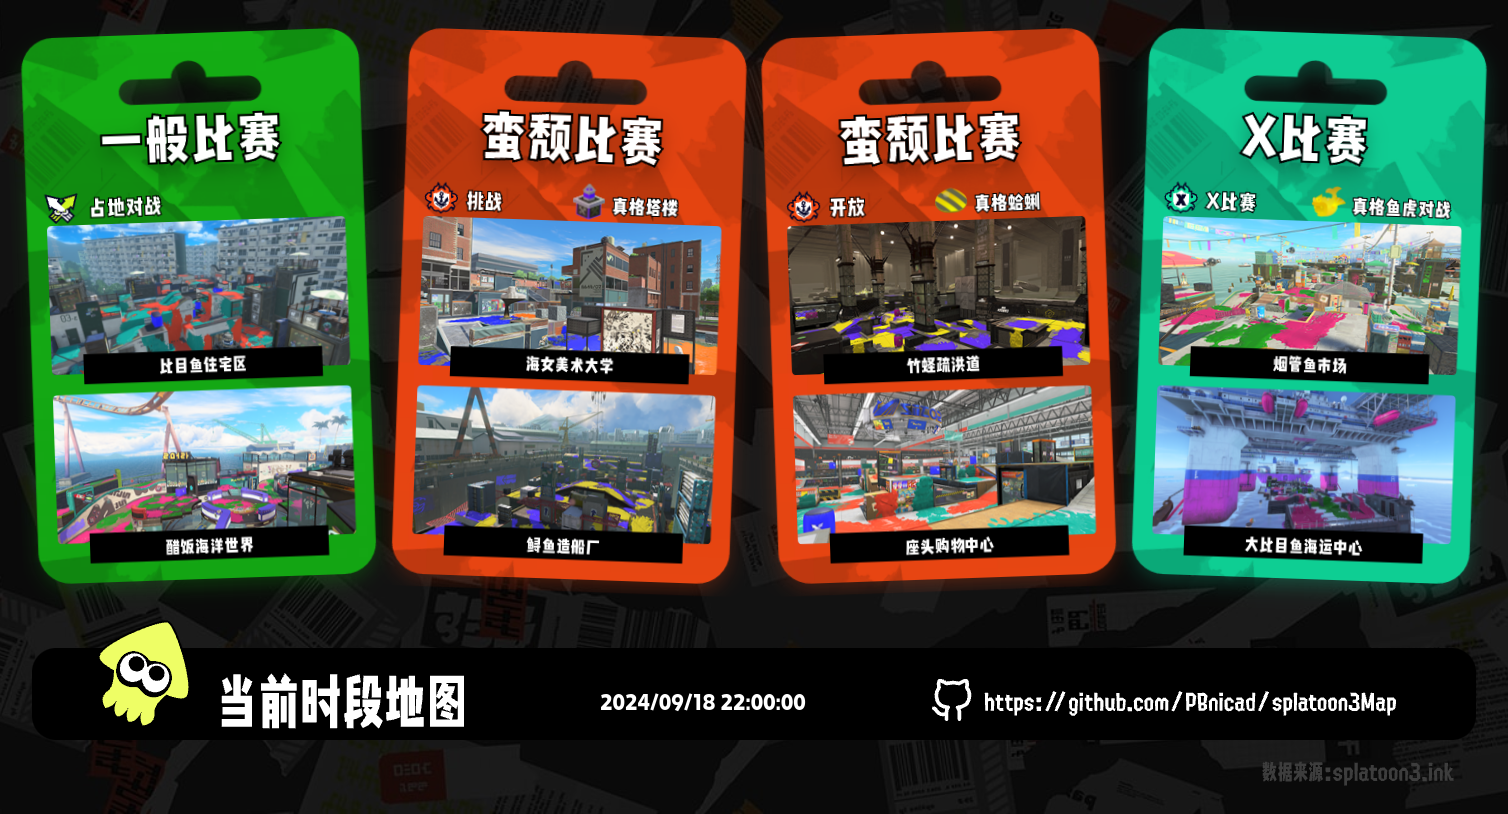 一般比赛
占地对战
比目鱼住宅区
醋饭海洋世界
蛮颓比赛
挑战
真格塔楼
海女美术大学
鲟鱼造船厂
蛮颓比赛
开放
真格蛤蜊
竹蛏疏洪道
座头购物中心
X比赛
X比赛
真格鱼虎对战
烟管鱼市场
大比目鱼海运中心
当前时段地图
2024/09/18 22:00:00
https://github.com/PBnicad/splatoon3Map
数据来源:splatoon3.ink